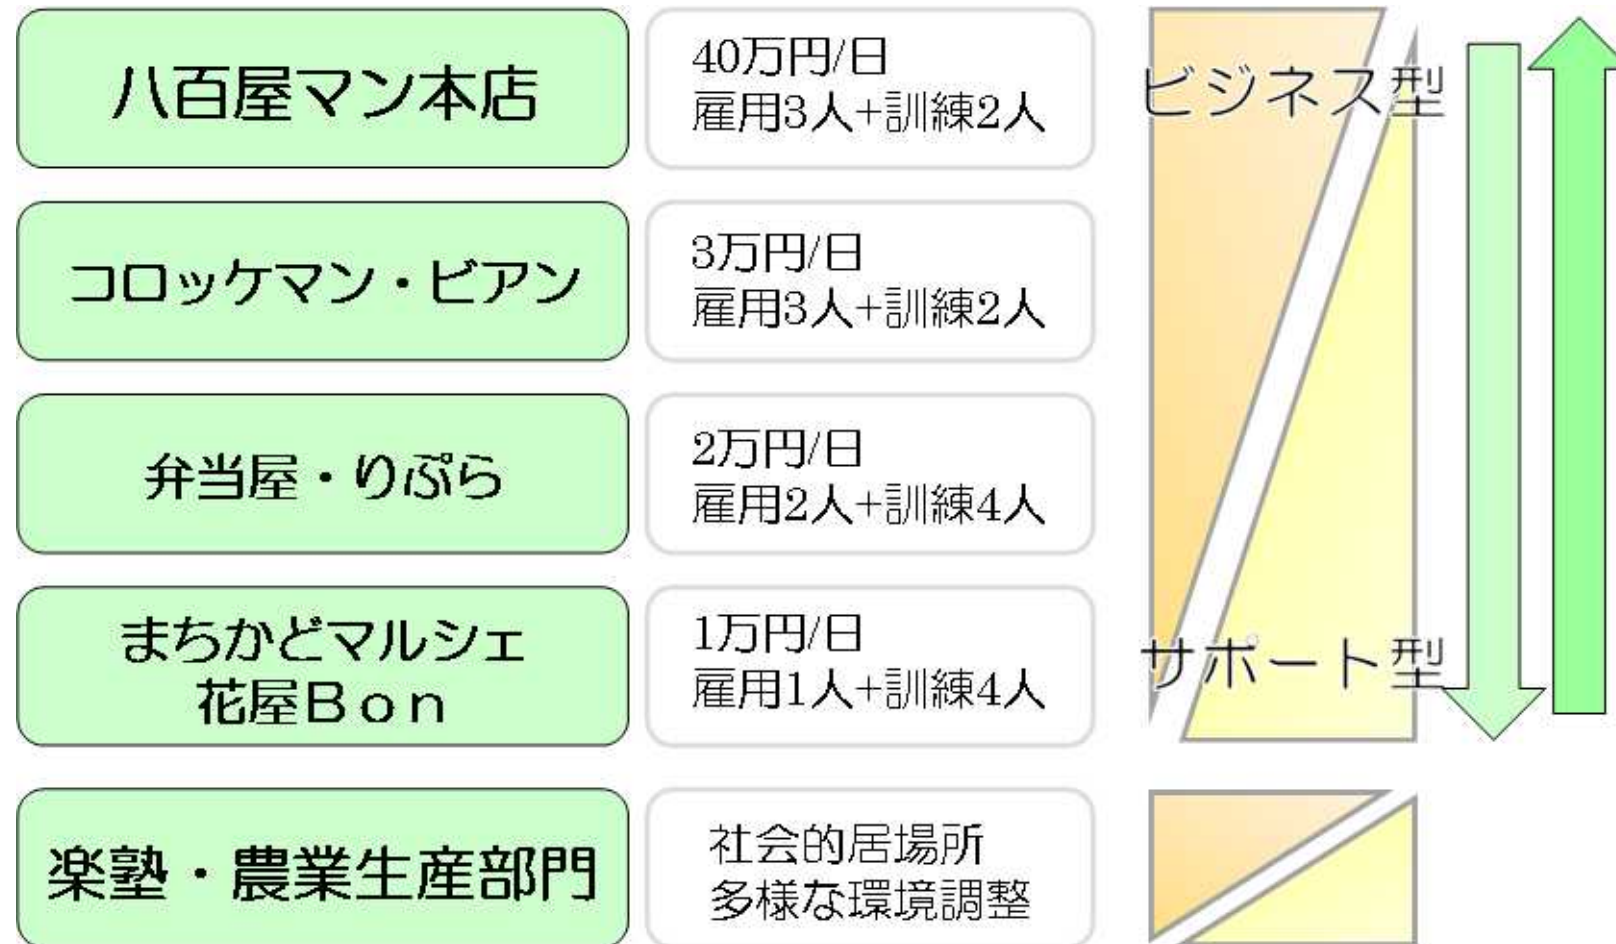 八百屋マン本店
40万円/日
雇用3人+訓練2人
ビジネス型
コロッケマン・ビアン
3万円/日
雇用3人+訓練2人
弁当屋・りぷら
2万円/日
雇用2人+訓練4人
まちかどマルシェ
花屋Bon
1万円/日
雇用1人+訓練4人
サポート型
楽塾・農業生産部門
社会的居場所
多様な環境調整